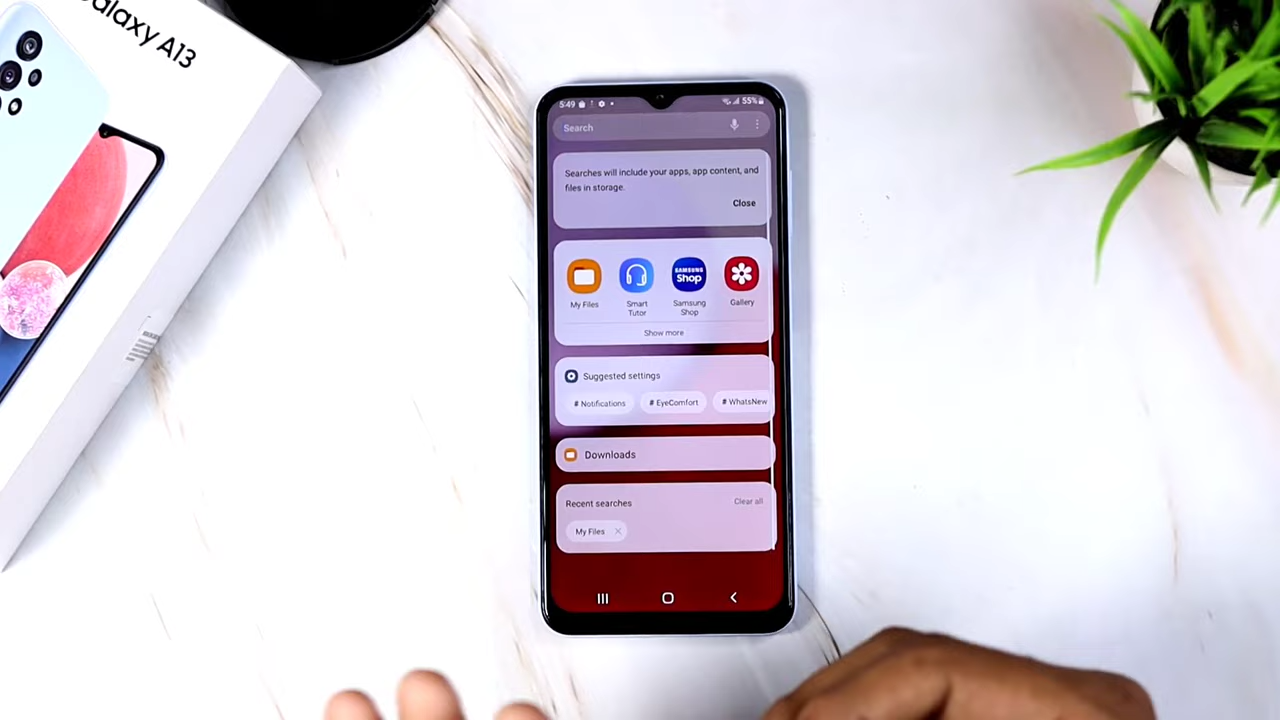 Galaxy A13
5:49
55%
Search
Searches will include your apps, app content, and
files in storage.
Close
SAMSUNG
Shop
My Files
Smart
Tutor
Samsung
Shop
Gallery
Show more
Suggested settings
# Notifications
# EyeComfort
# WhatsNew
Downloads
Recent searches
Clear all
My Files